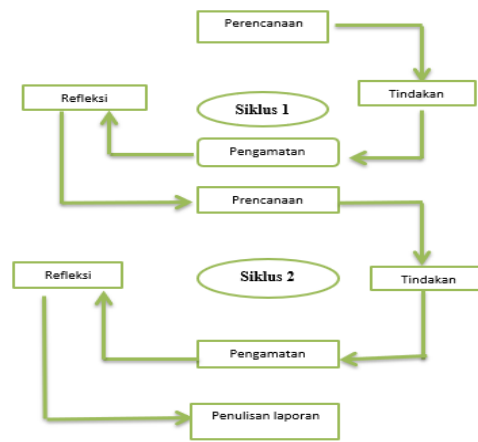 Perencanaan
Tindakan
Refleksi
Siklus 1
Pengamatan
Prencanaan
Refleksi
Siklus 2
Tindakan
Pengamatan
Penulisan laporan